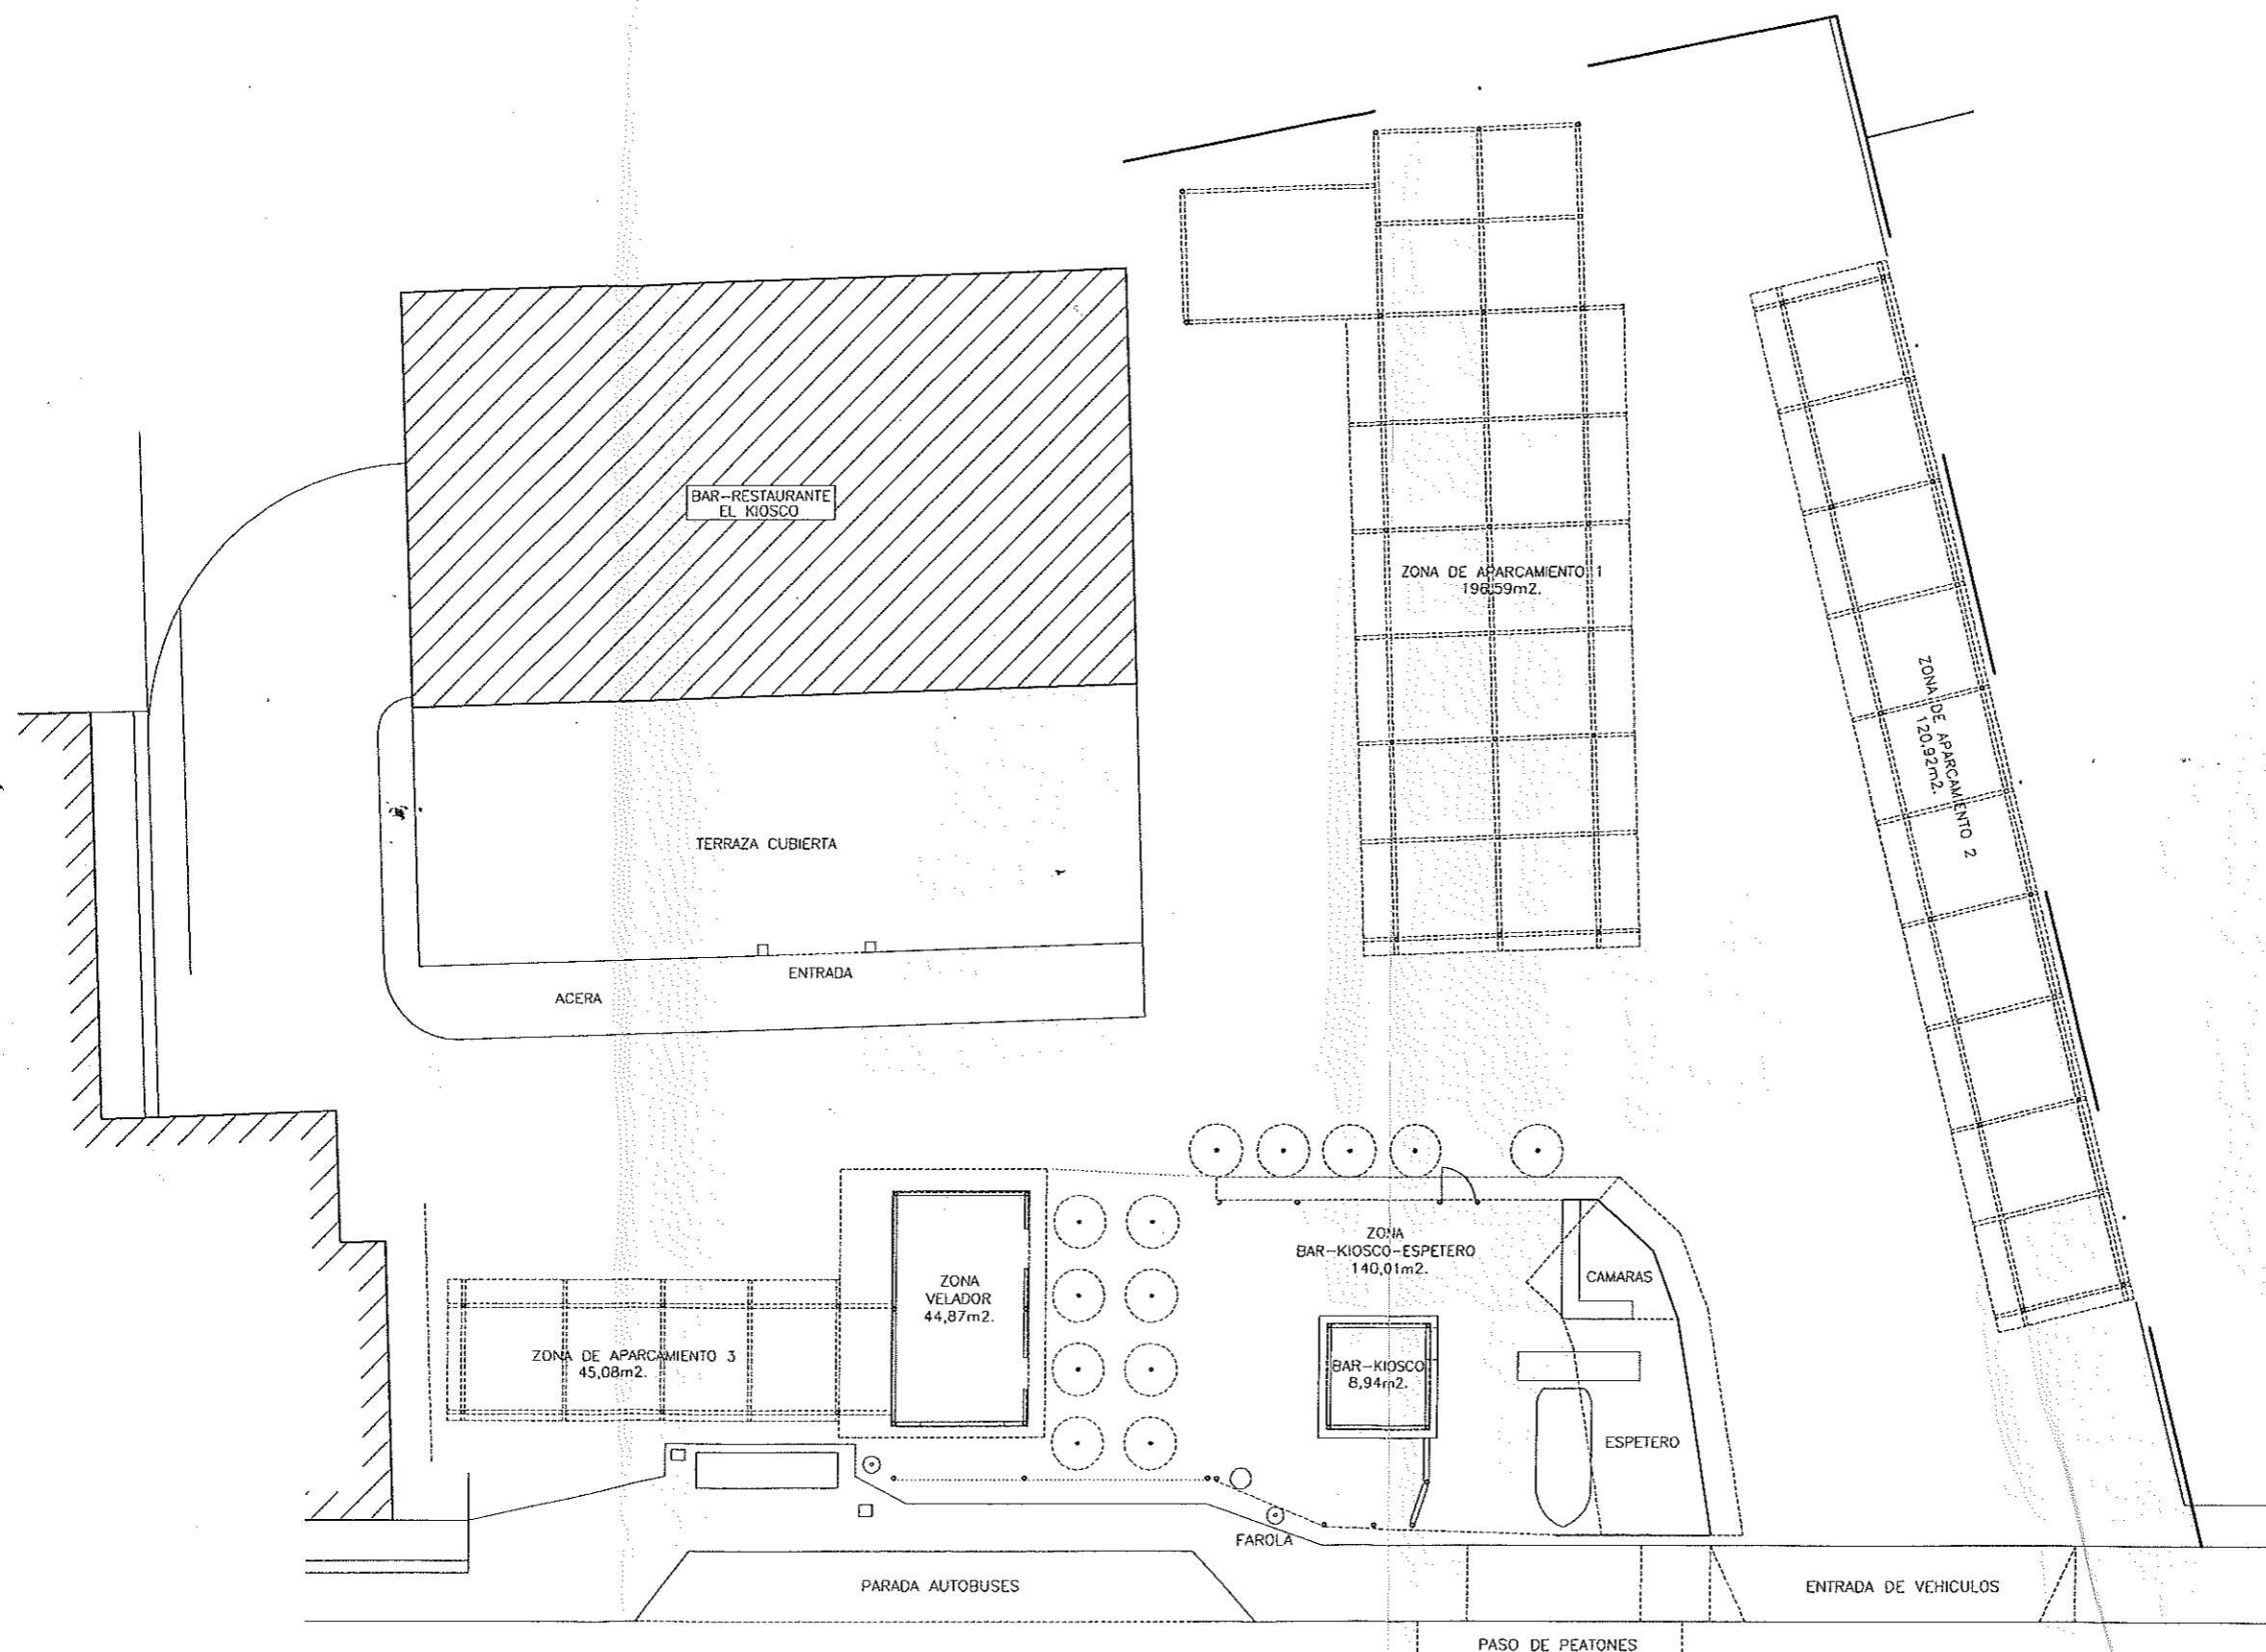 BAR-RESTAURANTE
EL KIOSCO
ZONA DE APARCAMIENTO 1
ZONA DE APARCAMIENTO 2
120,92m2.
TERRAZA CUBIERTA
ENTRADA
ACERA
ZONA
BAR-KIOSCO-ESPETERO
140,01m2.
CAMARAS
ZONA
VELADOR
44,87m2.
ZONA DE APARCAMIENTO 3
45,08m2.
BAR-KIOSCO
8,94m2.
ESPETERO
FAROLA
PARADA AUTOBUSES
ENTRADA DE VEHICULOS
PASO DE PEATONES